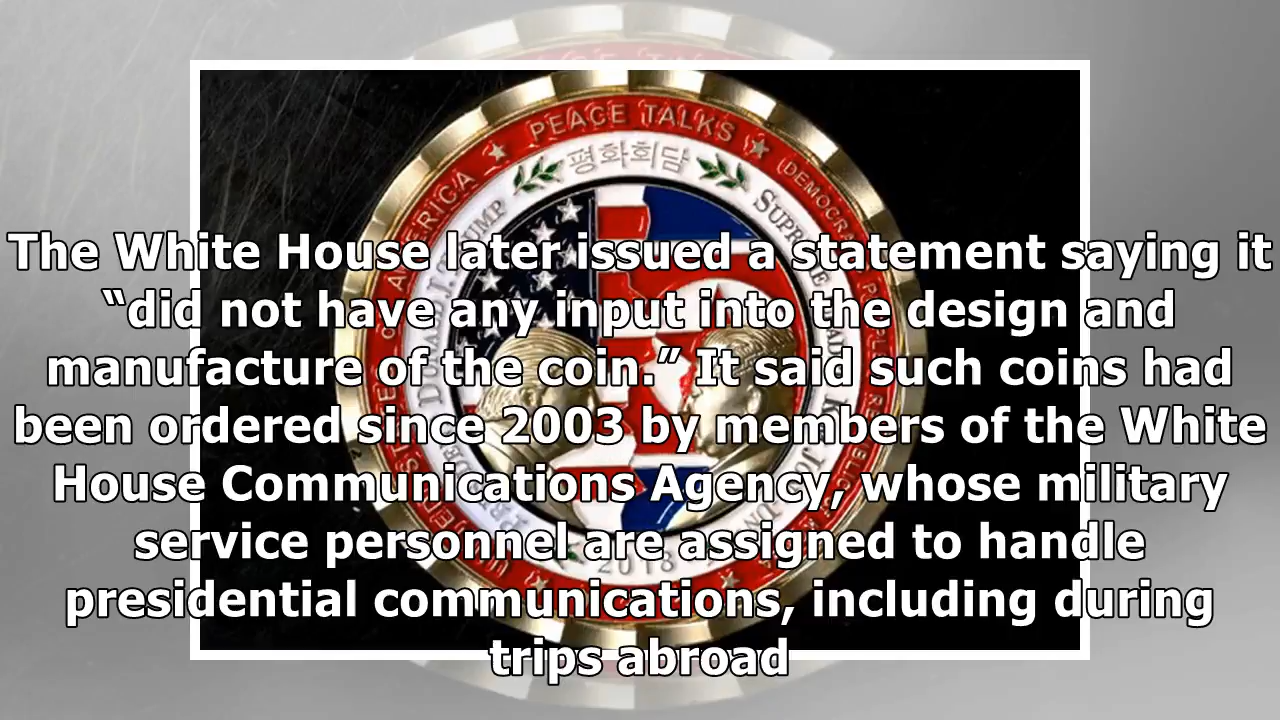 PEACE TALKS
평화회담
The White House later issued a statement saying it
“did not have any input into the design and
manufacture of the coin.” It said such coins had
been ordered since 2003 by members of the White
House Communications Agency, whose military
service personnel are assigned to handle
presidential communications, including during
trips abroad
2018